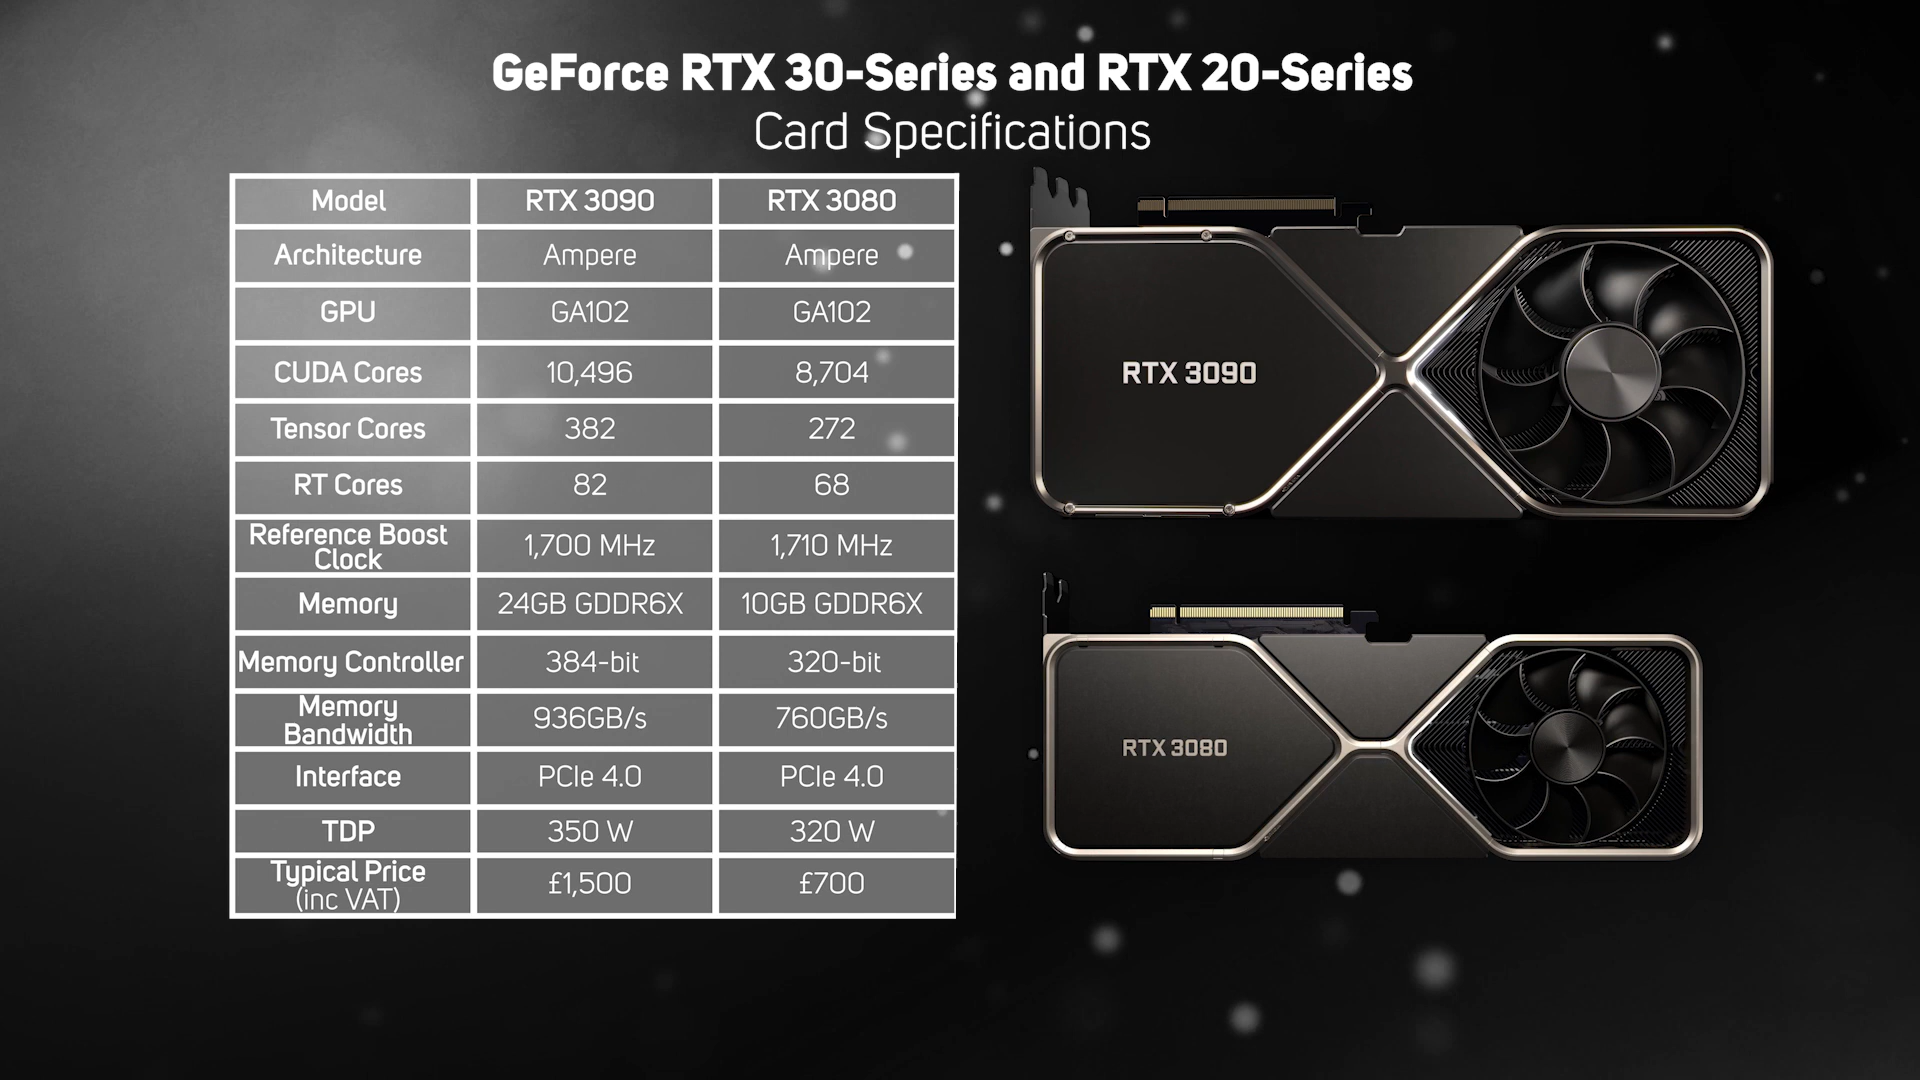 GeForce RTX 30-Series and RTX 20-Series
Card Specifications
Model RTX 3090 RTX 3080
Architecture Ampere Ampere
GPU GA102 GA102
CUDA Cores 10,496 8,704
Tensor Cores 382 272
RT Cores 82 68
Reference Boost
Clock 1,700 MHz 1,710 MHz
Memory 24GB GDDR6X 10GB GDDR6X
Memory Controller 384-bit 320-bit
Memory
Bandwidth 936GB/s 760GB/s
Interface PCIe 4.0 PCIe 4.0
TDP 350 W 320 W
Typical Price
(inc VAT) £1,500 £700
RTX 3090
RTX 3080